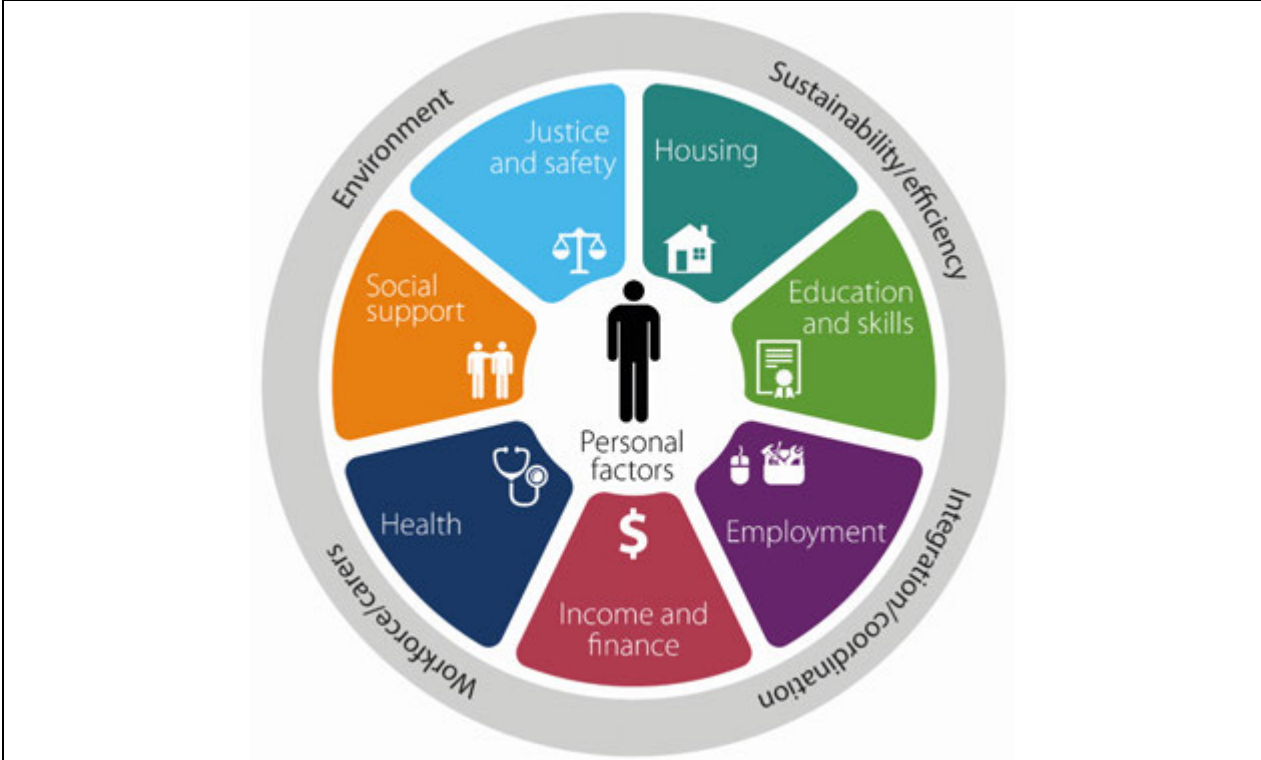 Environment
Sustainability/efficiency
Justice
and safety
Housing
Social
support
Education
and skills
Personal
factors
Health
$
Employment
Income and
finance
Workforce/carers
Integration/coordination